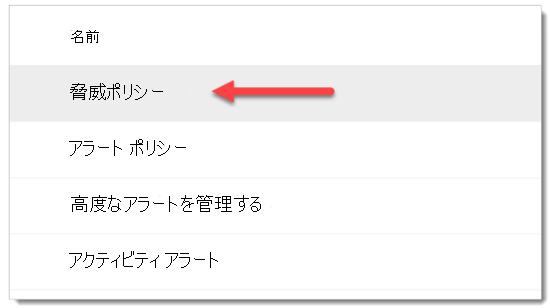 名前
脅威ポリシー
アラート ポリシー
高度なアラートを管理する
アクティビティ アラート